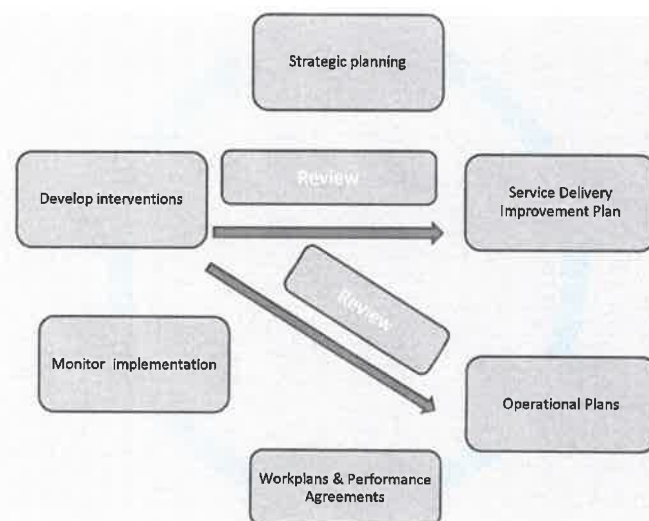 Strategic planning
Review
Develop interventions
Service Delivery
Improvement Plan
Review
Monitor implementation
Operational Plans
Workplans & Performance
Agreements